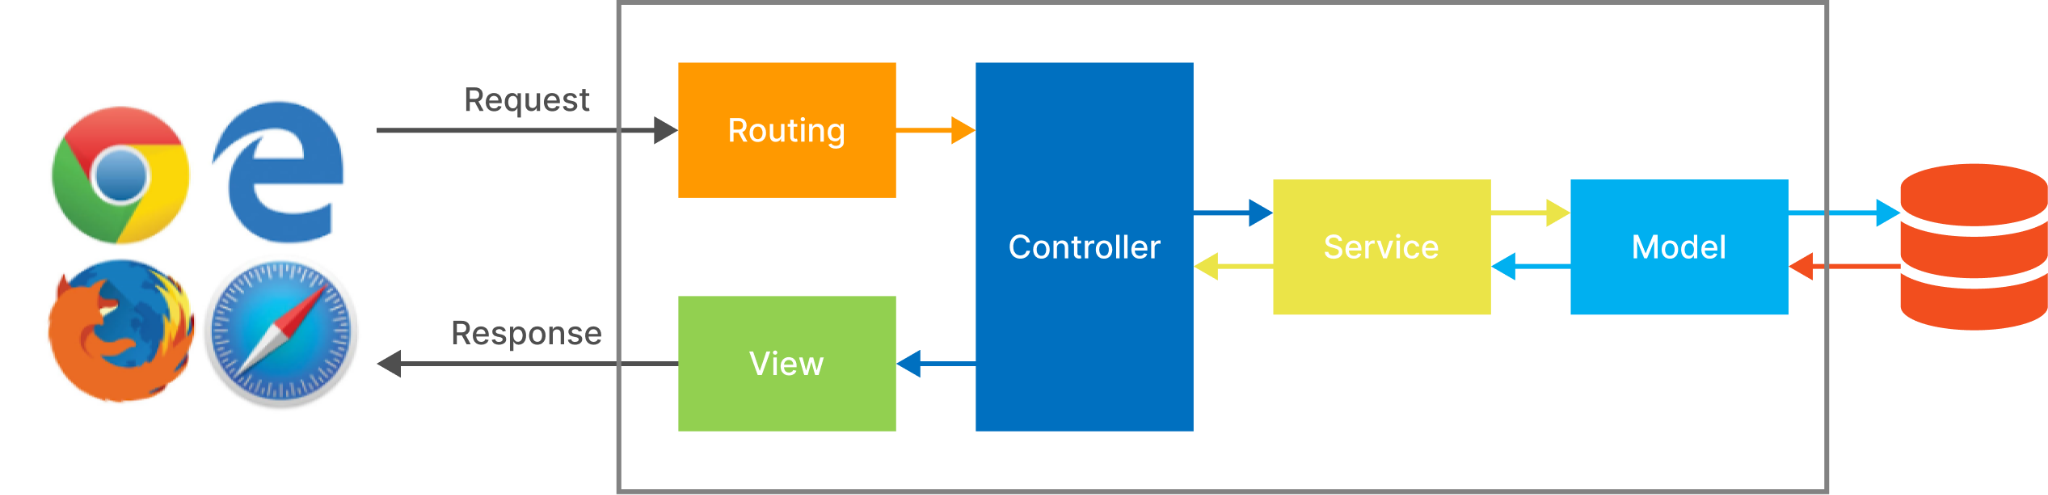 Request
Routing
Controller
Service
Model
Response
View